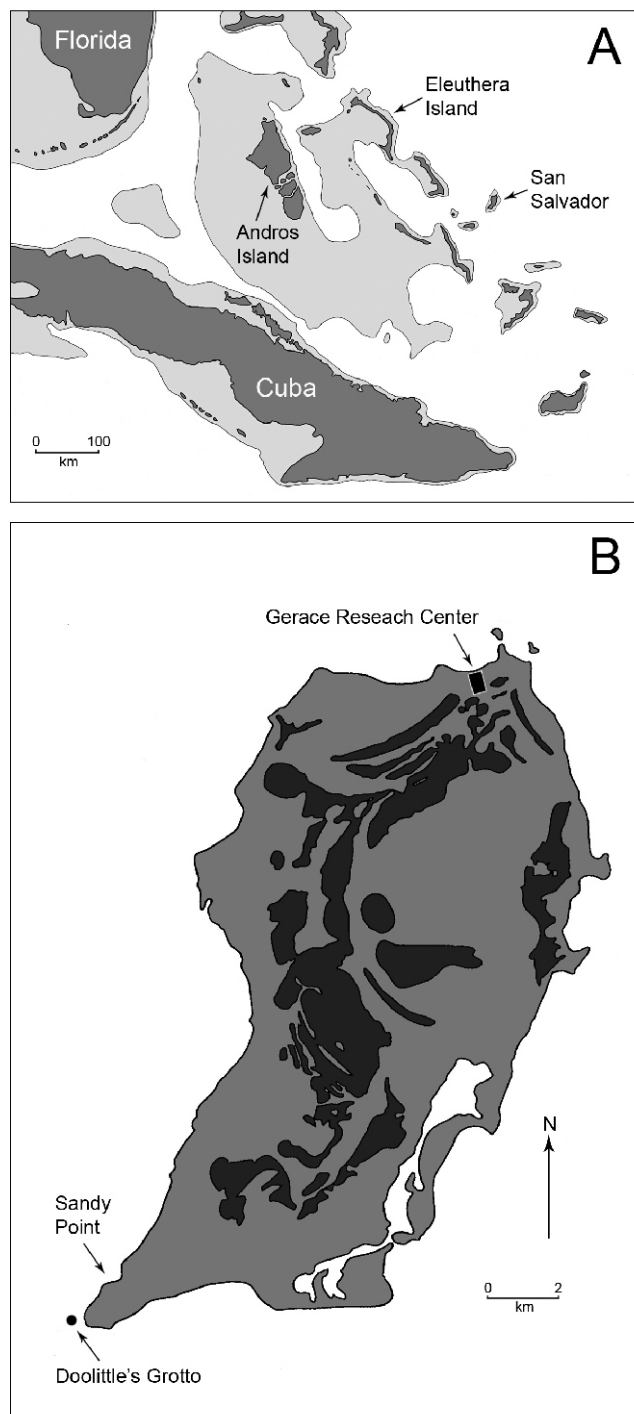 A
Florida
Eleuthera
Island
San
Salvador
Andros
Island
Cuba
0 100
km
B
Gerace Reseach Center
N
Sandy
Point
0 2
km
Doolittle's Grotto